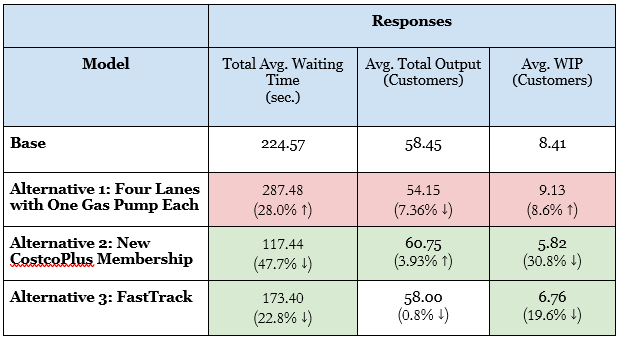 Responses
Model
Total Avg. Waiting
Time
(sec.)
Avg. Total Output
(Customers)
Avg. WIP
(Customers)
Base
224.57
58.45
8.41
Alternative 1: Four Lanes
with One Gas Pump Each
287.48
(28.0% ↑)
54.15
(7.36% ↓)
9.13
(8.6% ↑)
Alternative 2: New
CostcoPlus Membership
117.44
(47.7% ↓)
60.75
(3.93% ↑)
5.82
(30.8% ↓)
Alternative 3: FastTrack
173.40
(22.8% ↓)
58.00
(0.8% ↓)
6.76
(19.6% ↓)